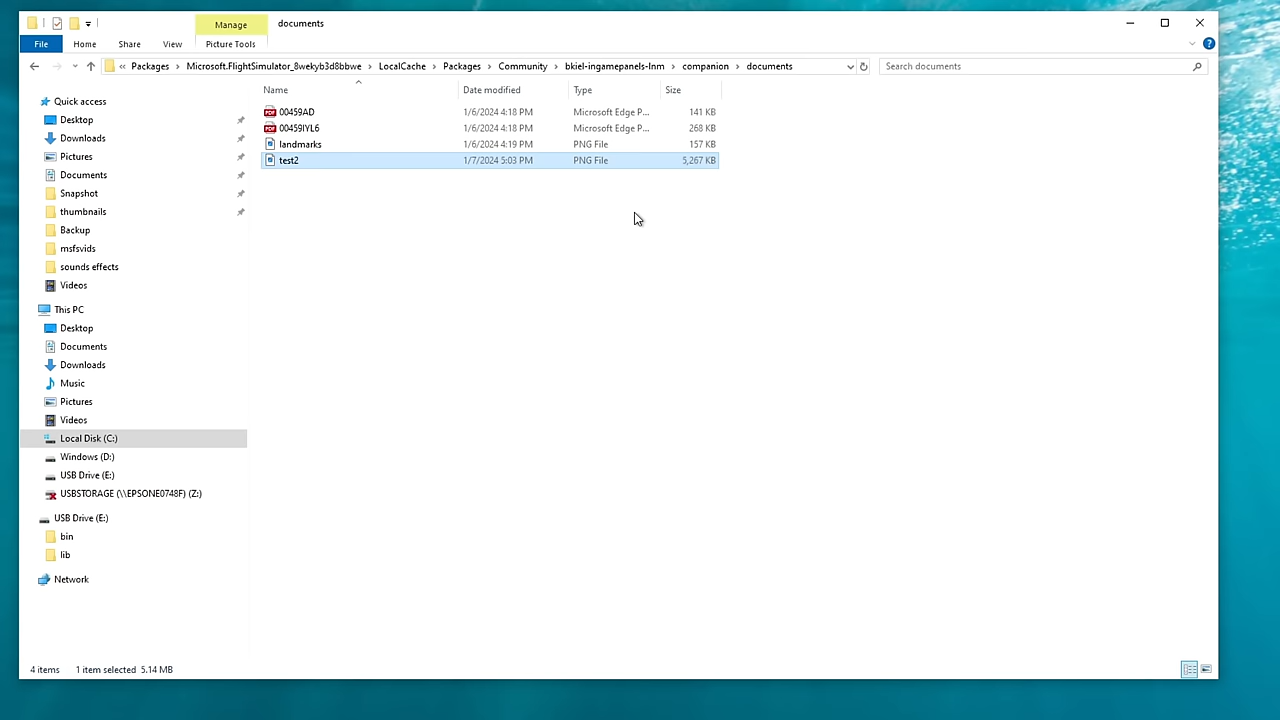 Manage
documents
File
Home
Share
View
Picture Tools
« Packages › Microsoft.FlightSimulator_8wekyb3d8bbwe › LocalCache › Packages › Community › bkiel-ingamepanels-lnm › companion › documents
Search documents
Name
Date modified
Type
Size
00459AD 1/6/2024 4:18 PM Microsoft Edge P... 141 KB
00459IYL6 1/6/2024 4:18 PM Microsoft Edge P... 268 KB
landmarks 1/6/2024 4:19 PM PNG File 157 KB
test2 1/7/2024 5:03 PM PNG File 5,267 KB
Quick access
Desktop
Downloads
Pictures
Documents
Snapshot
thumbnails
Backup
msfsvids
sounds effects
Videos
This PC
Desktop
Documents
Downloads
Music
Pictures
Videos
Local Disk (C:)
Windows (D:)
USB Drive (E:)
USBSTORAGE (\\EPSONE0748F) (Z:)
USB Drive (E:)
bin
lib
Network
4 items 1 item selected 5.14 MB